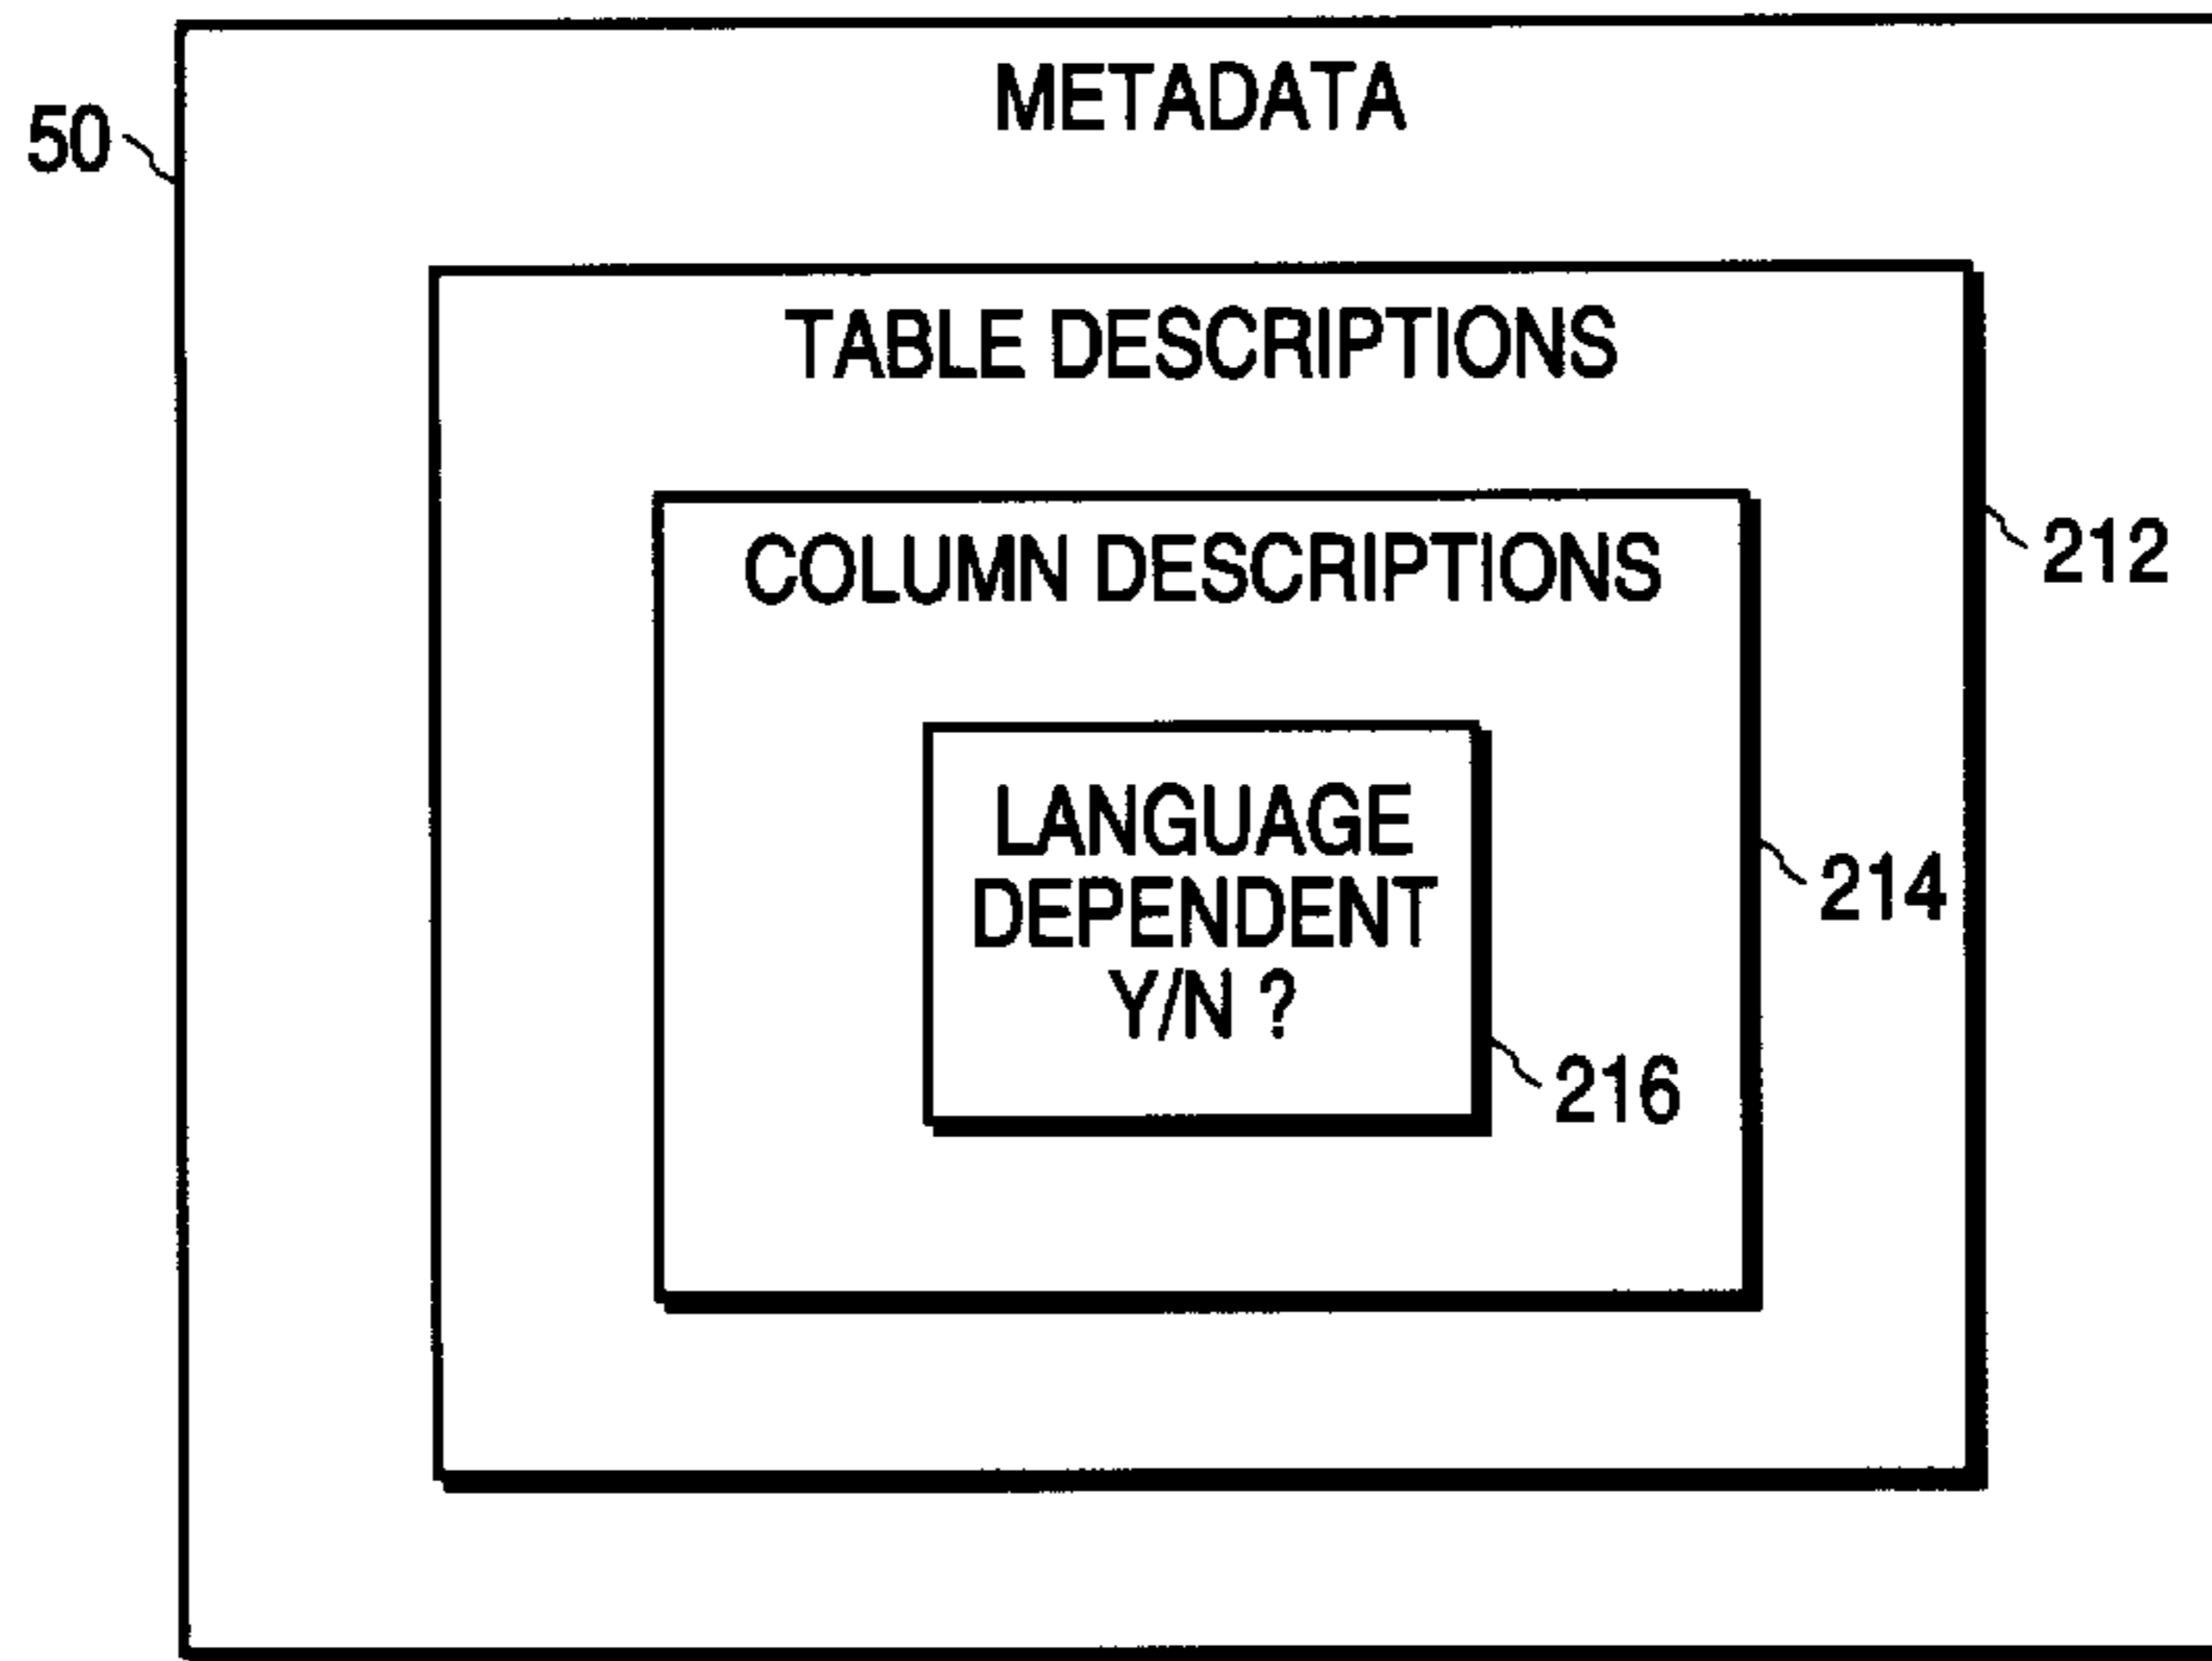 METADATA
50
TABLE DESCRIPTIONS
COLUMN DESCRIPTIONS
212
LANGUAGE
DEPENDENT
Y/N ?
214
216